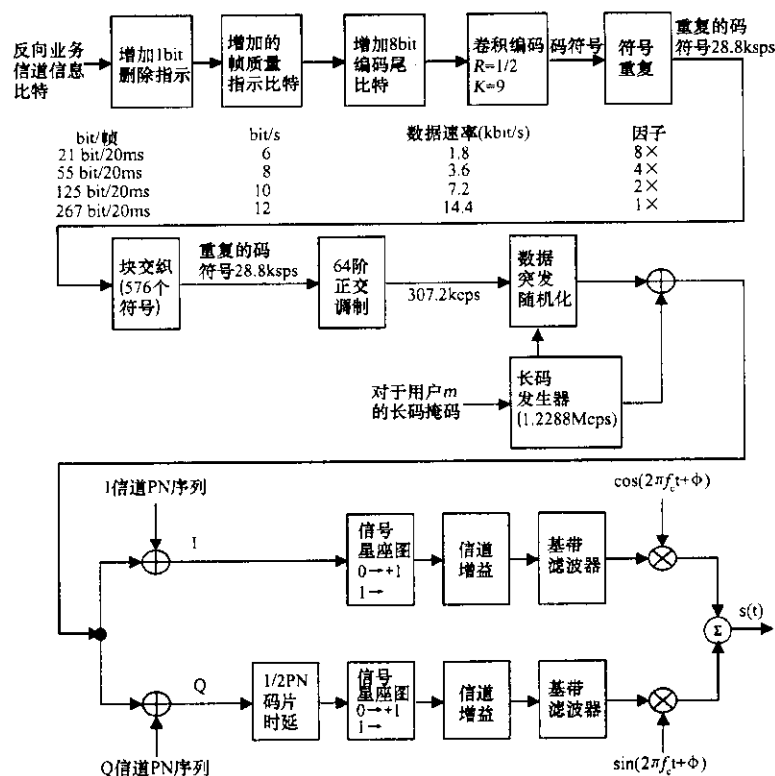 反向业务
信道信息
比特
增加1bit
删除指示
增加的
帧质量
指示比特
增加8bit
编码尾
比特
卷积编码
R=1/2
K=9
码符号
符号
重复
重复的码
符号28.8ksps
bit/帧 bit/s 数据速率(kbit/s) 因子
21 bit/20ms 6 1.8 8×
55 bit/20ms 8 3.6 4×
125 bit/20ms 10 7.2 2×
267 bit/20ms 12 14.4 1×
块交织
(576个
符号)
重复的码
符号28.8ksps
64阶
正交
调制
307.2kcps
数据
突发
随机化
对于用户m
的长码掩码
长码
发生器
(1.2288Mcps)
I信道PN序列
cos(2πf_ct+Φ)
I
信号
星座图
0→+1
1→
信道
增益
基带
滤波器
Σ
s(t)
Q
1/2PN
码片
时延
信号
星座图
0→+1
1→
信道
增益
基带
滤波器
Q信道PN序列
sin(2πf_ct+Φ)